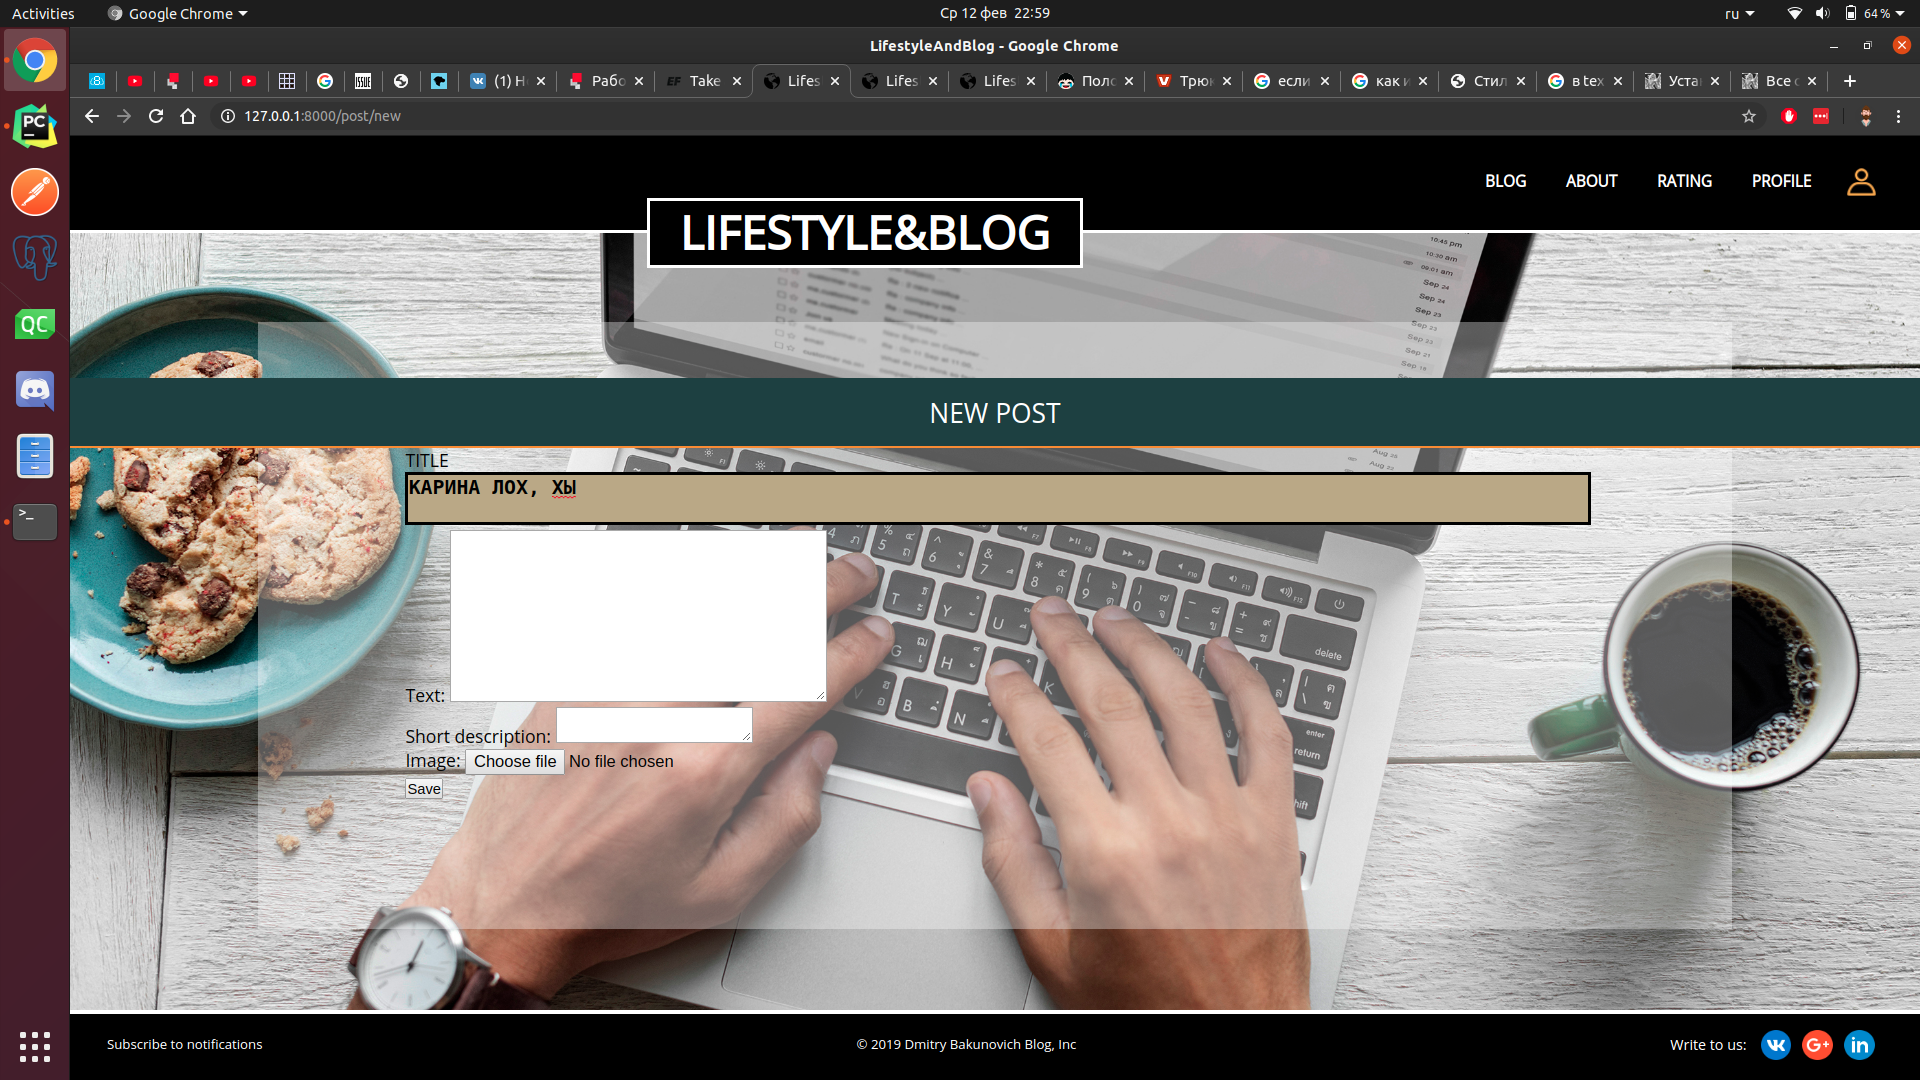 Activities
Google Chrome
Ср 12 фев 22:59
ru
64 %
LifestyleAndBlog - Google Chrome
(1) Н
Рабо
Take
Lifes
Lifes
Lifes
Полс
Трюк
если
как и
Стил
в tex
Уста
Все с
127.0.0.1:8000/post/new
BLOG
ABOUT
RATING
PROFILE
LIFESTYLE&BLOG
NEW POST
TITLE
КАРИНА ЛОХ, ХЫ
Text:
Short description:
Image: Choose file No file chosen
Save
delete
enter
return
Subscribe to notifications
© 2019 Dmitry Bakunovich Blog, Inc
Write to us: